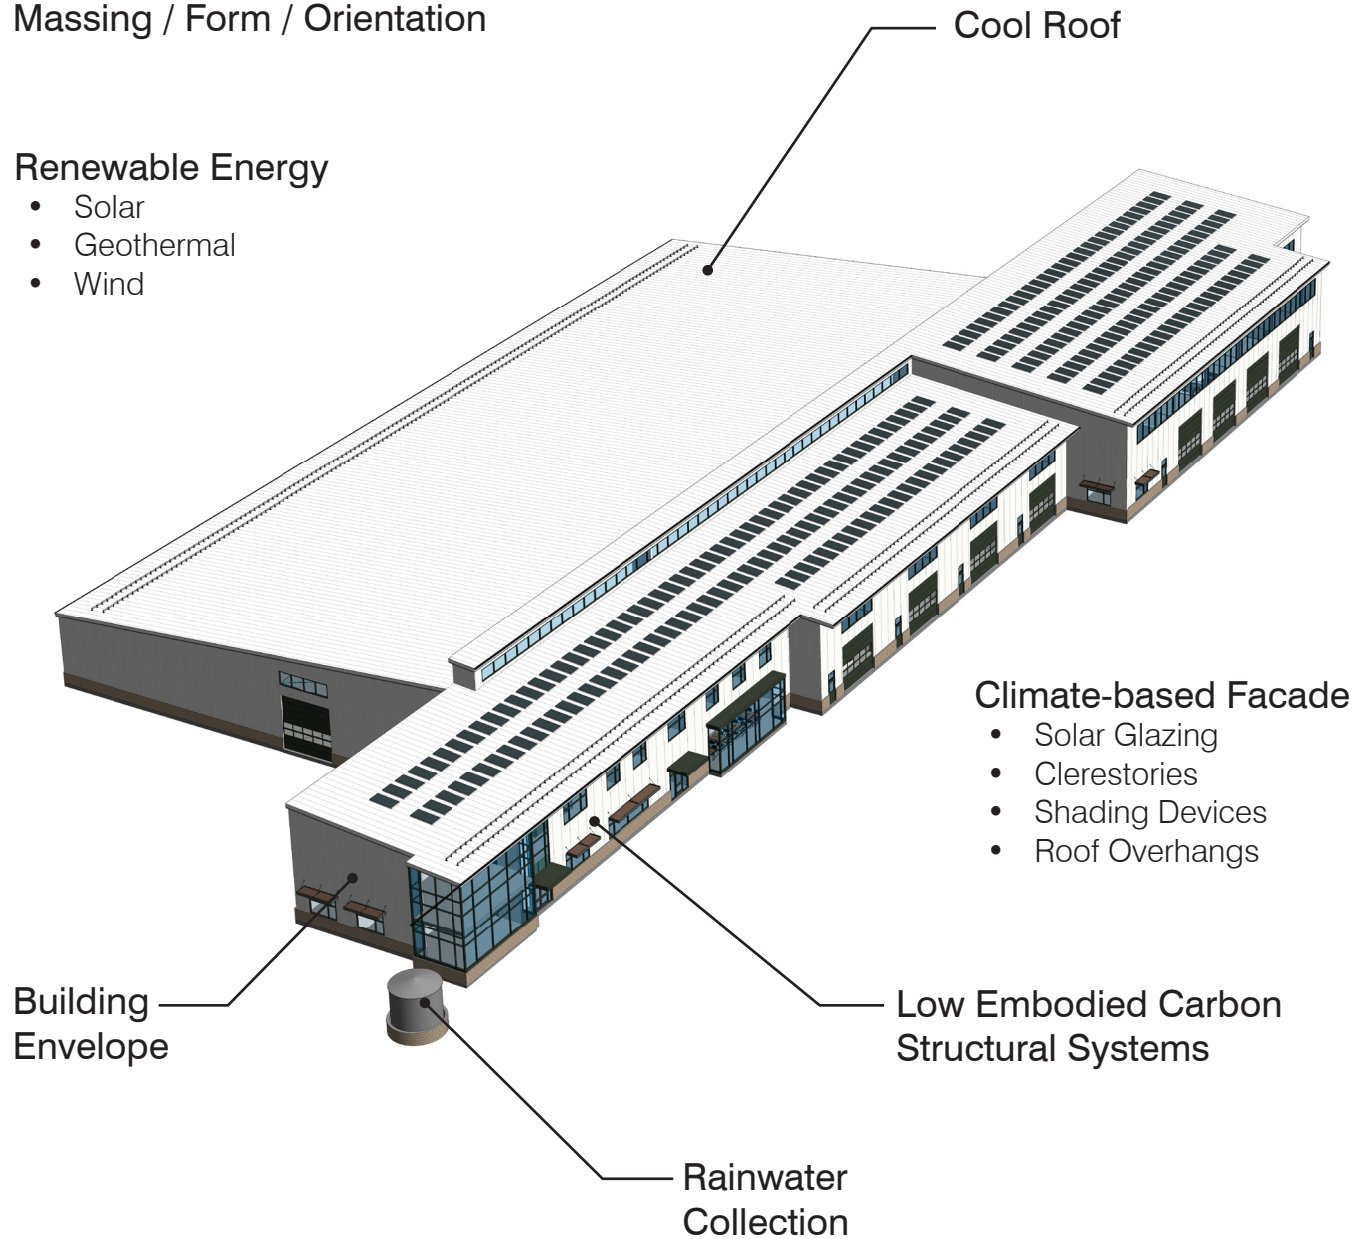 Massing / Form / Orientation
Cool Roof
Renewable Energy
• Solar
• Geothermal
• Wind
Climate-based Facade
• Solar Glazing
• Clerestories
• Shading Devices
• Roof Overhangs
Building
Envelope
Low Embodied Carbon
Structural Systems
Rainwater
Collection